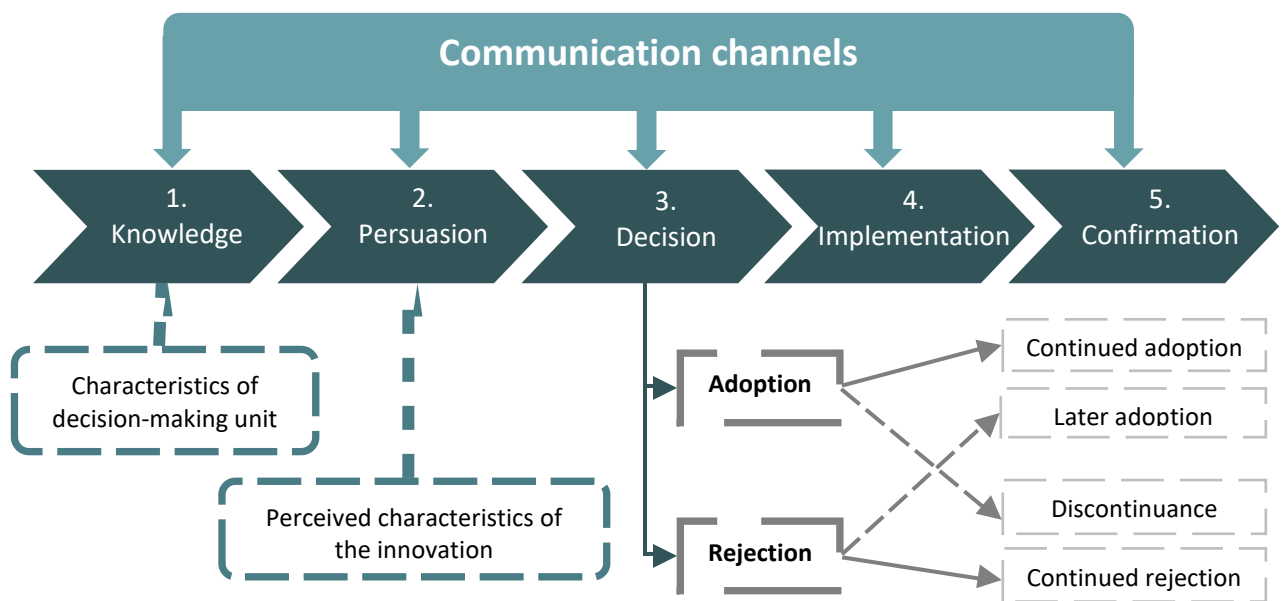 Communication channels
1.
Knowledge
2.
Persuasion
3.
Decision
4.
Implementation
5.
Confirmation
Characteristics of
decision-making unit
Perceived characteristics of
the innovation
Adoption
Rejection
Continued adoption
Later adoption
Discontinuance
Continued rejection